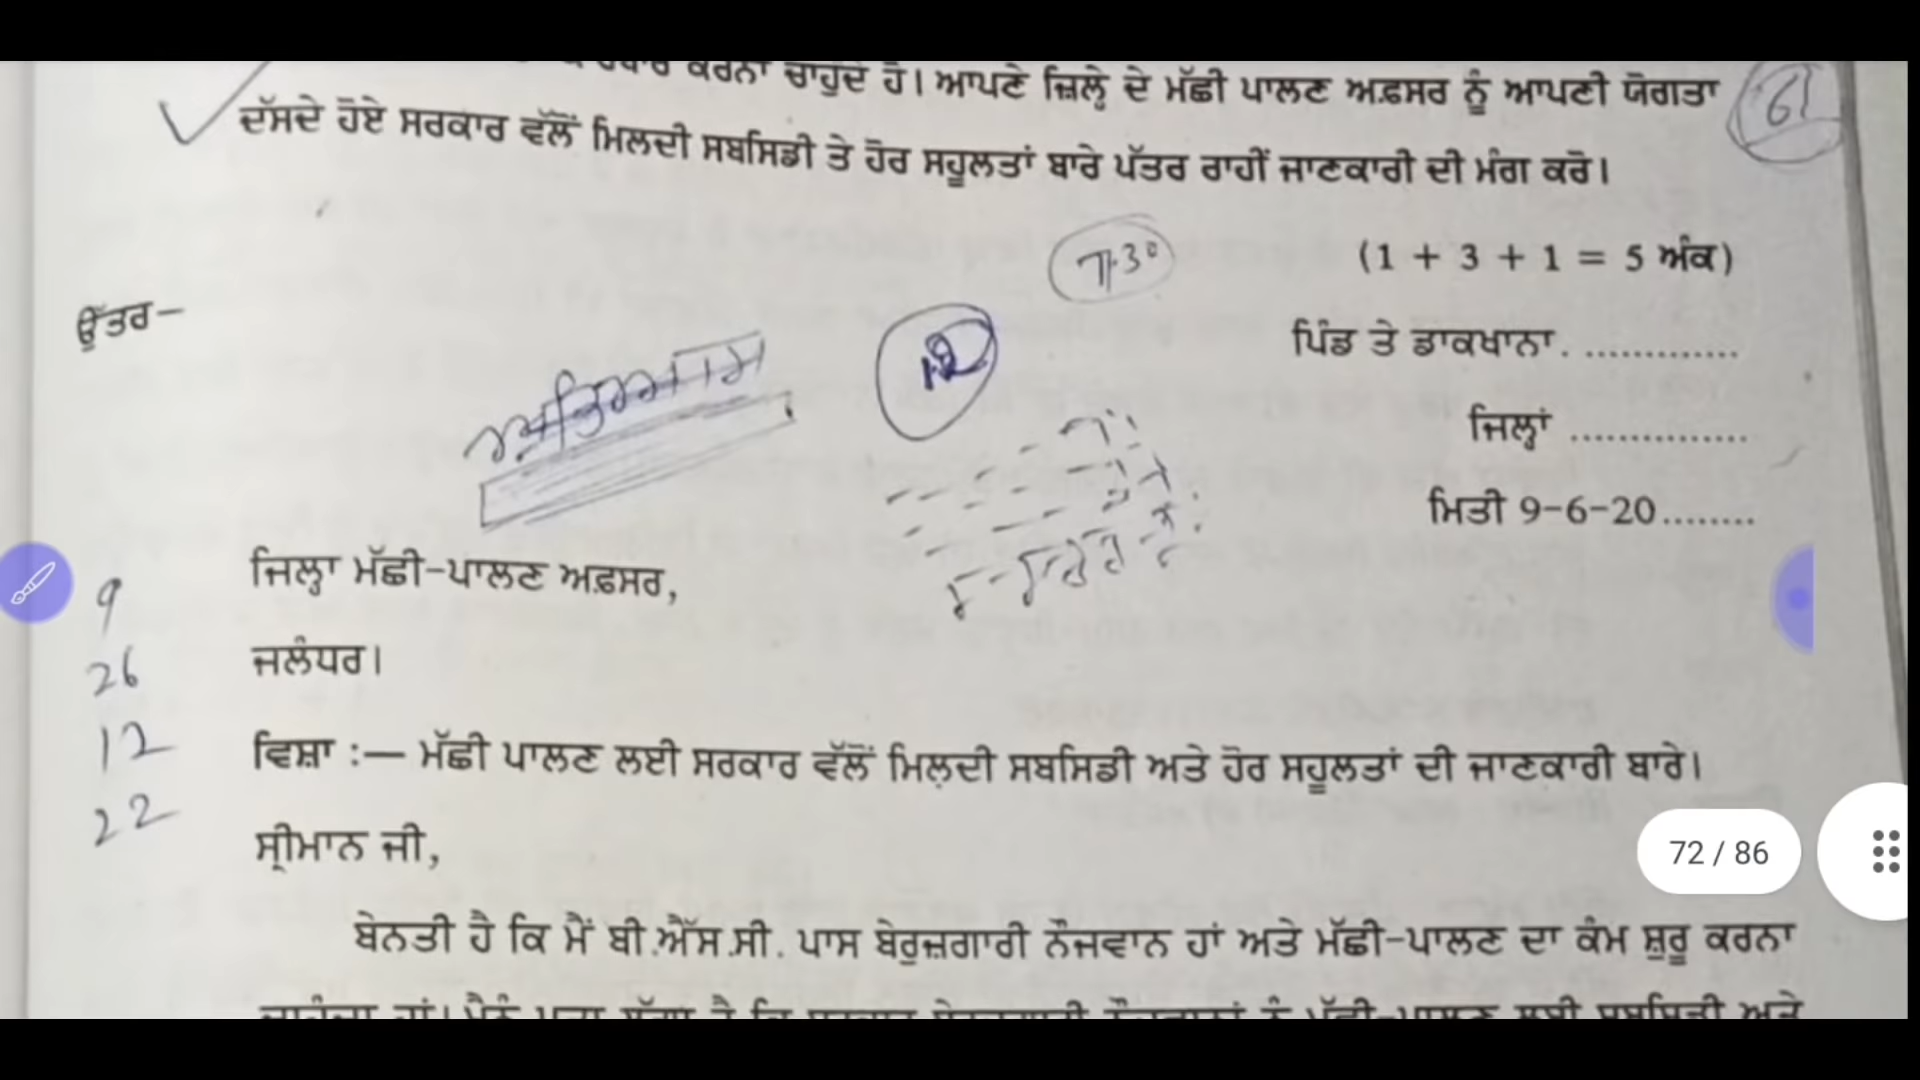 ਕਰਨਾ ਚਾਹੁੰਦੇ ਹੋ। ਆਪਣੇ ਜ਼ਿਲ੍ਹੇ ਦੇ ਮੱਛੀ ਪਾਲਣ ਅਫ਼ਸਰ ਨੂੰ ਆਪਣੀ ਯੋਗਤਾ
61
ਦੱਸਦੇ ਹੋਏ ਸਰਕਾਰ ਵੱਲੋਂ ਮਿਲਦੀ ਸਬਸਿਡੀ ਤੇ ਹੋਰ ਸਹੂਲਤਾਂ ਬਾਰੇ ਪੱਤਰ ਰਾਹੀਂ ਜਾਣਕਾਰੀ ਦੀ ਮੰਗ ਕਰੋ।
7.30
(1 + 3 + 1 = 5 ਅੰਕ)
ਉੱਤਰ–
ਪਿੰਡ ਤੇ ਡਾਕਖਾਨਾ. .............
ਜਿਲ੍ਹਾਂ ...............
ਮਿਤੀ 9-6-20........
ਜਿਲ੍ਹਾ ਮੱਛੀ-ਪਾਲਣ ਅਫ਼ਸਰ,
9
ਜਲੰਧਰ।
26
12
ਵਿਸ਼ਾ :— ਮੱਛੀ ਪਾਲਣ ਲਈ ਸਰਕਾਰ ਵੱਲੋਂ ਮਿਲਦੀ ਸਬਸਿਡੀ ਅਤੇ ਹੋਰ ਸਹੂਲਤਾਂ ਦੀ ਜਾਣਕਾਰੀ ਬਾਰੇ।
22
ਸ੍ਰੀਮਾਨ ਜੀ,
72 / 86
ਬੇਨਤੀ ਹੈ ਕਿ ਮੈਂ ਬੀ.ਐੱਸ.ਸੀ. ਪਾਸ ਬੇਰੁਜ਼ਗਾਰੀ ਨੌਜਵਾਨ ਹਾਂ ਅਤੇ ਮੱਛੀ-ਪਾਲਣ ਦਾ ਕੰਮ ਸ਼ੁਰੂ ਕਰਨਾ